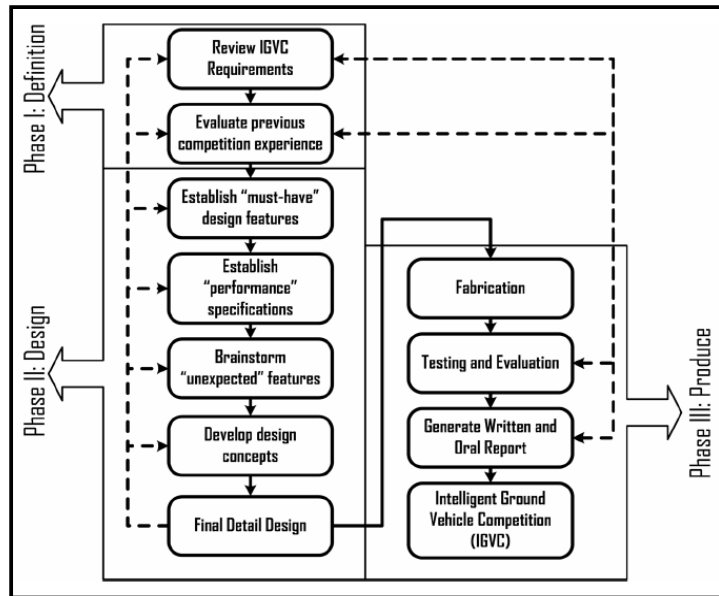 Phase I: Definition
Review IGVC
Requirements
Evaluate previous
competition experience
Phase II: Design
Establish “must-have”
design features
Establish
“performance”
specifications
Brainstorm
“unexpected” features
Develop design
concepts
Final Detail Design
Fabrication
Testing and Evaluation
Generate Written and
Oral Report
Intelligent Ground
Vehicle Competition
(IGVC)
Phase III: Produce